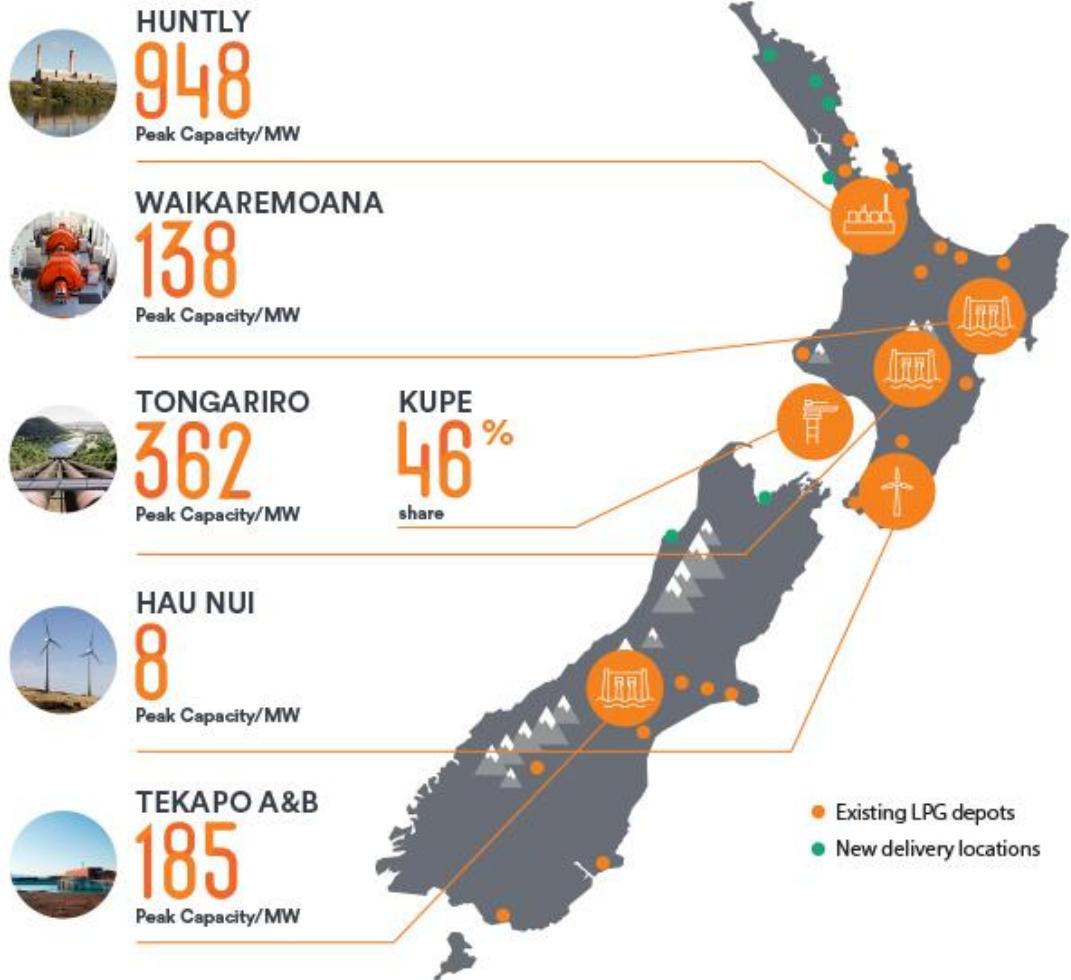 HUNTLY
948
Peak Capacity/MW
WAIKAREMOANA
138
Peak Capacity/MW
TONGARIRO
362
Peak Capacity/MW
KUPE
46%
share
HAU NUI
8
Peak Capacity/MW
TEKAPO A&B
185
Peak Capacity/MW
Existing LPG depots
New delivery locations